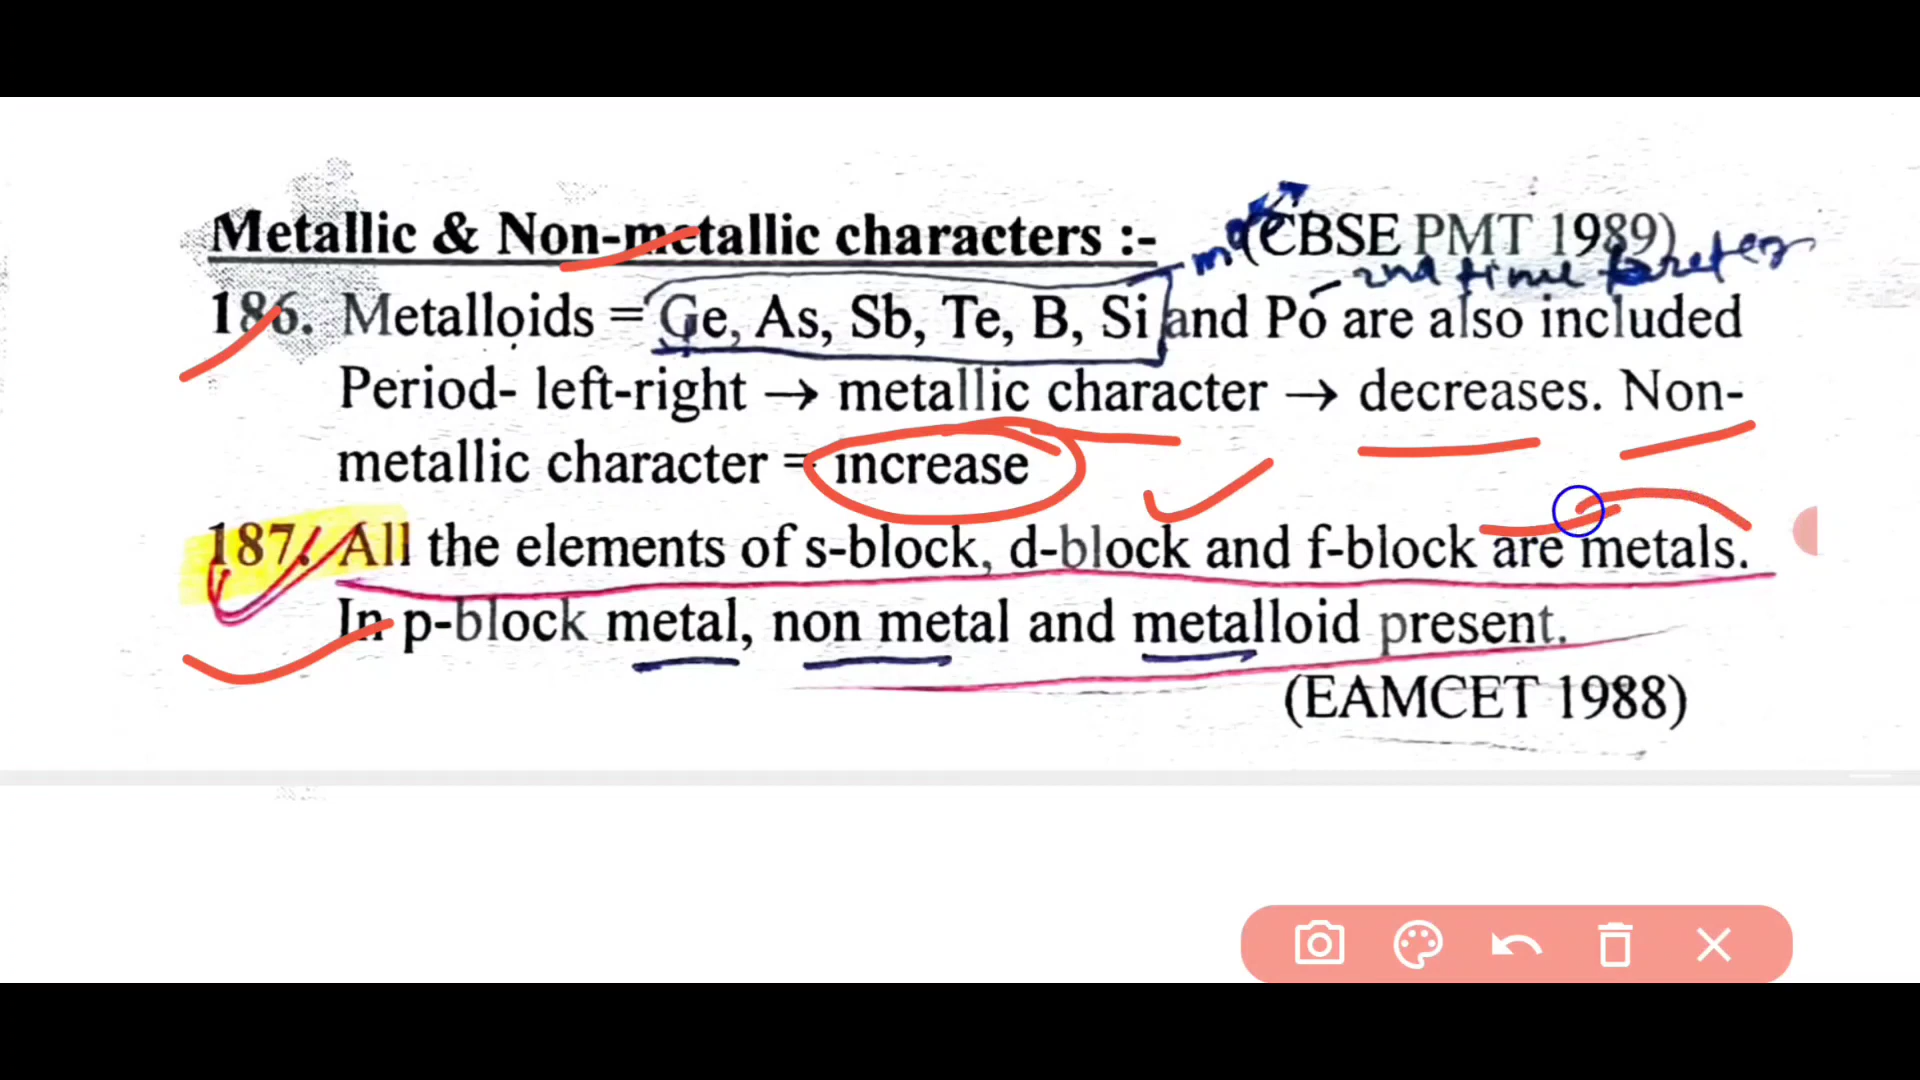 Metallic & Non-metallic characters :- (CBSE PMT 1989)
2nd time
186. Metalloids = Ge, As, Sb, Te, B, Si and Po are also included
Period- left-right → metallic character → decreases. Non-
metallic character = increase
187. All the elements of s-block, d-block and f-block are metals.
In p-block metal, non metal and metalloid present.
(EAMCET 1988)